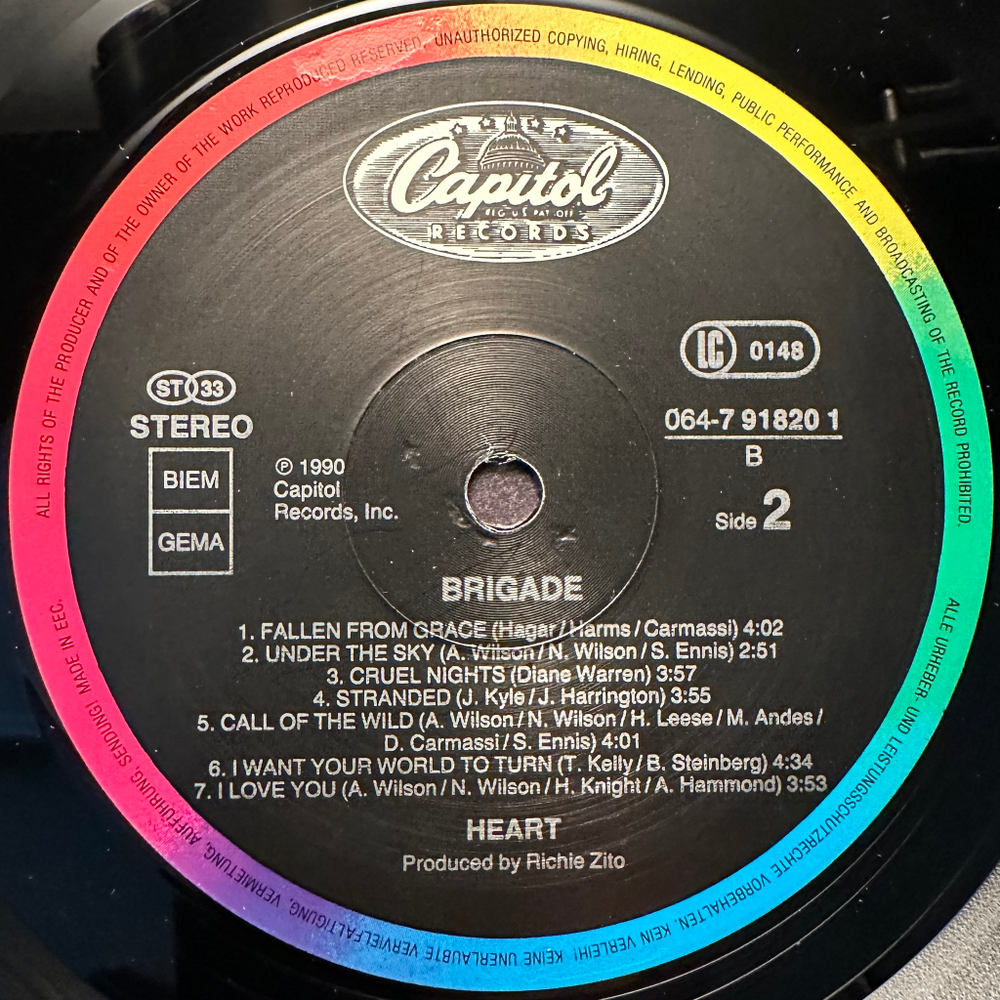 ALL RIGHTS OF THE PRODUCER AND OF THE OWNER OF THE WORK REPRODUCED RESERVED. UNAUTHORIZED COPYING, HIRING, LENDING, PUBLIC PERFORMANCE AND BROADCASTING OF THE RECORD PROHIBITED.
Capitol
REG. U.S. PAT. OFF.
RECORDS
LC 0148
ST 33
STEREO
BIEM
GEMA
℗ 1990
Capitol
Records, Inc.
064-7 91820 1
B
Side 2
BRIGADE
1. FALLEN FROM GRACE (Hagar/Harms/Carmassi) 4:02
2. UNDER THE SKY (A. Wilson/N. Wilson/S. Ennis) 2:51
3. CRUEL NIGHTS (Diane Warren) 3:57
4. STRANDED (J. Kyle/J. Harrington) 3:55
5. CALL OF THE WILD (A. Wilson/N. Wilson/H. Leese/M. Andes/
D. Carmassi/S. Ennis) 4:01
6. I WANT YOUR WORLD TO TURN (T. Kelly/B. Steinberg) 4:34
7. I LOVE YOU (A. Wilson/N. Wilson/H. Knight/A. Hammond) 3:53
HEART
Produced by Richie Zito
ALLE URHEBER- UND LEISTUNGSSCHUTZRECHTE VORBEHALTEN. KEIN VERLEIH! KEINE UNERLAUBTE VERVIELFÄLTIGUNG, VERMIETUNG, AUFFÜHRUNG, SENDUNG! MADE IN EEC.